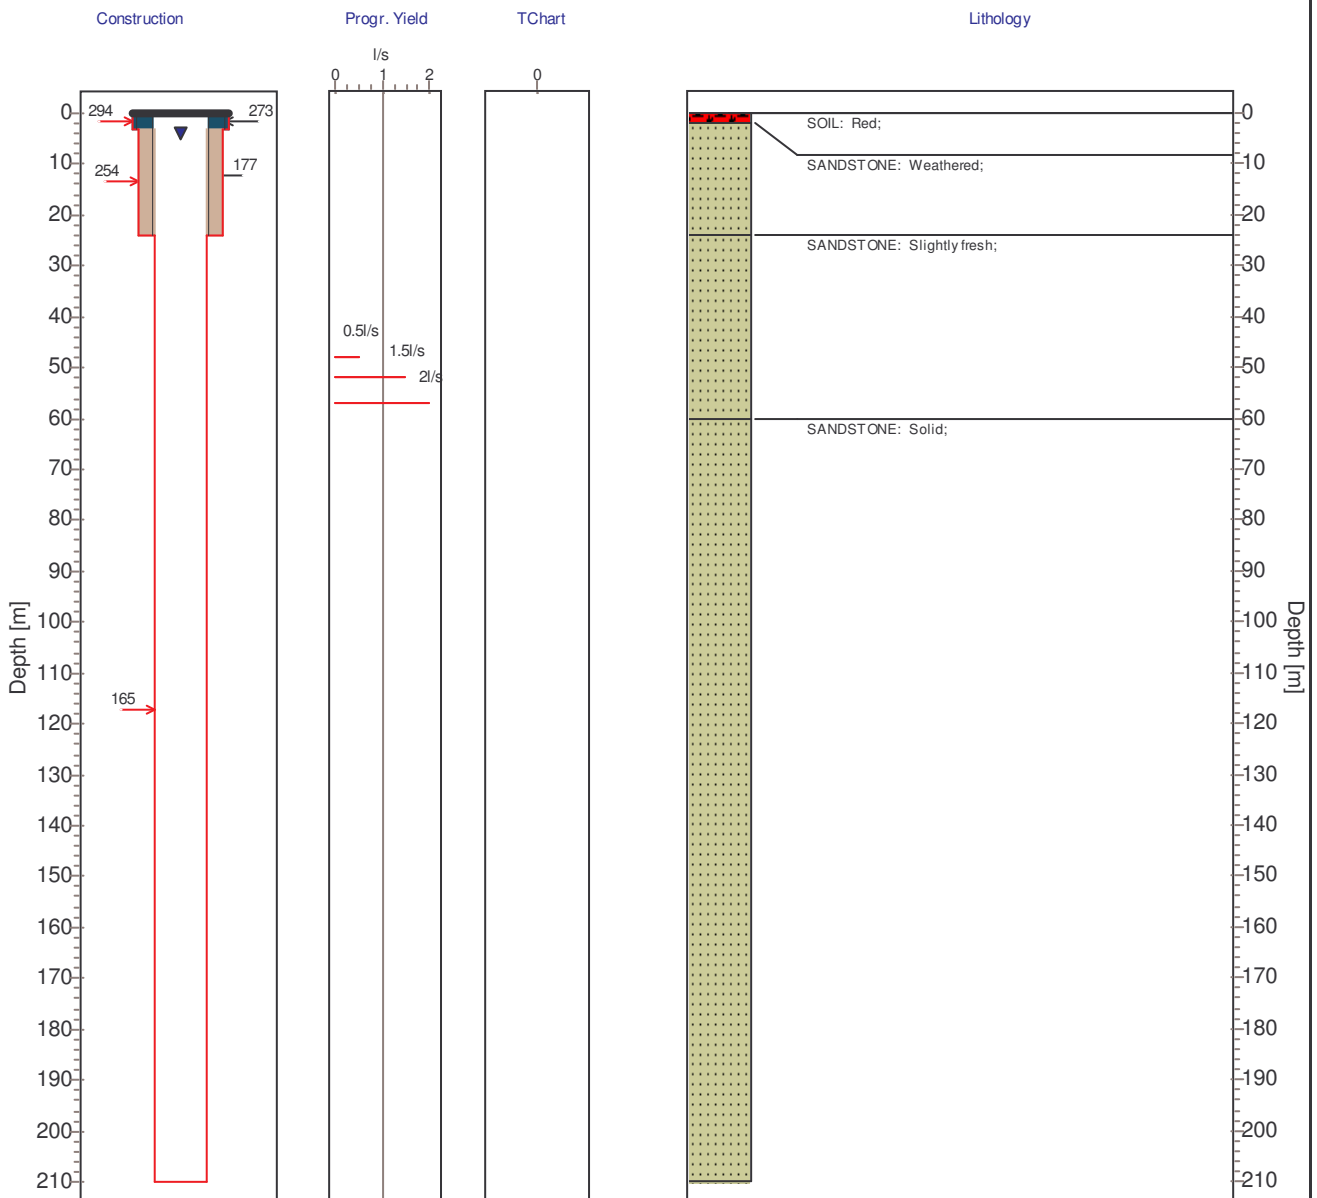 Construction Progr. Yield TChart Lithology
l/s
0 1 2 0
0 294 273 0
SOIL: Red;
10 254 177 SANDSTONE: Weathered; 10
20 20
SANDSTONE: Slightly fresh;
30 30
40 40
0.5l/s
1.5l/s
50 50
2l/s
60 60
SANDSTONE: Solid;
70 70
80 80
90 90
100 100
Depth [m] Depth [m]
110 110
165
120 120
130 130
140 140
150 150
160 160
170 170
180 180
190 190
200 200
210 210